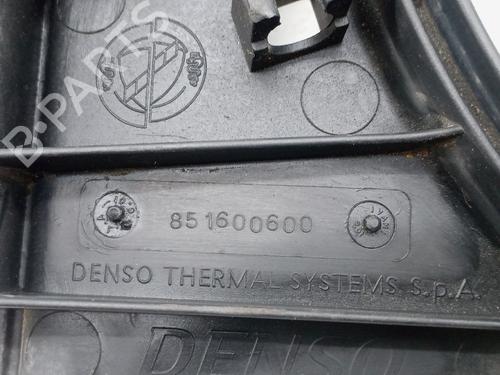 B-PARTS
851600600
DENSO THERMAL SYSTEMS S.p.A.
DENSO